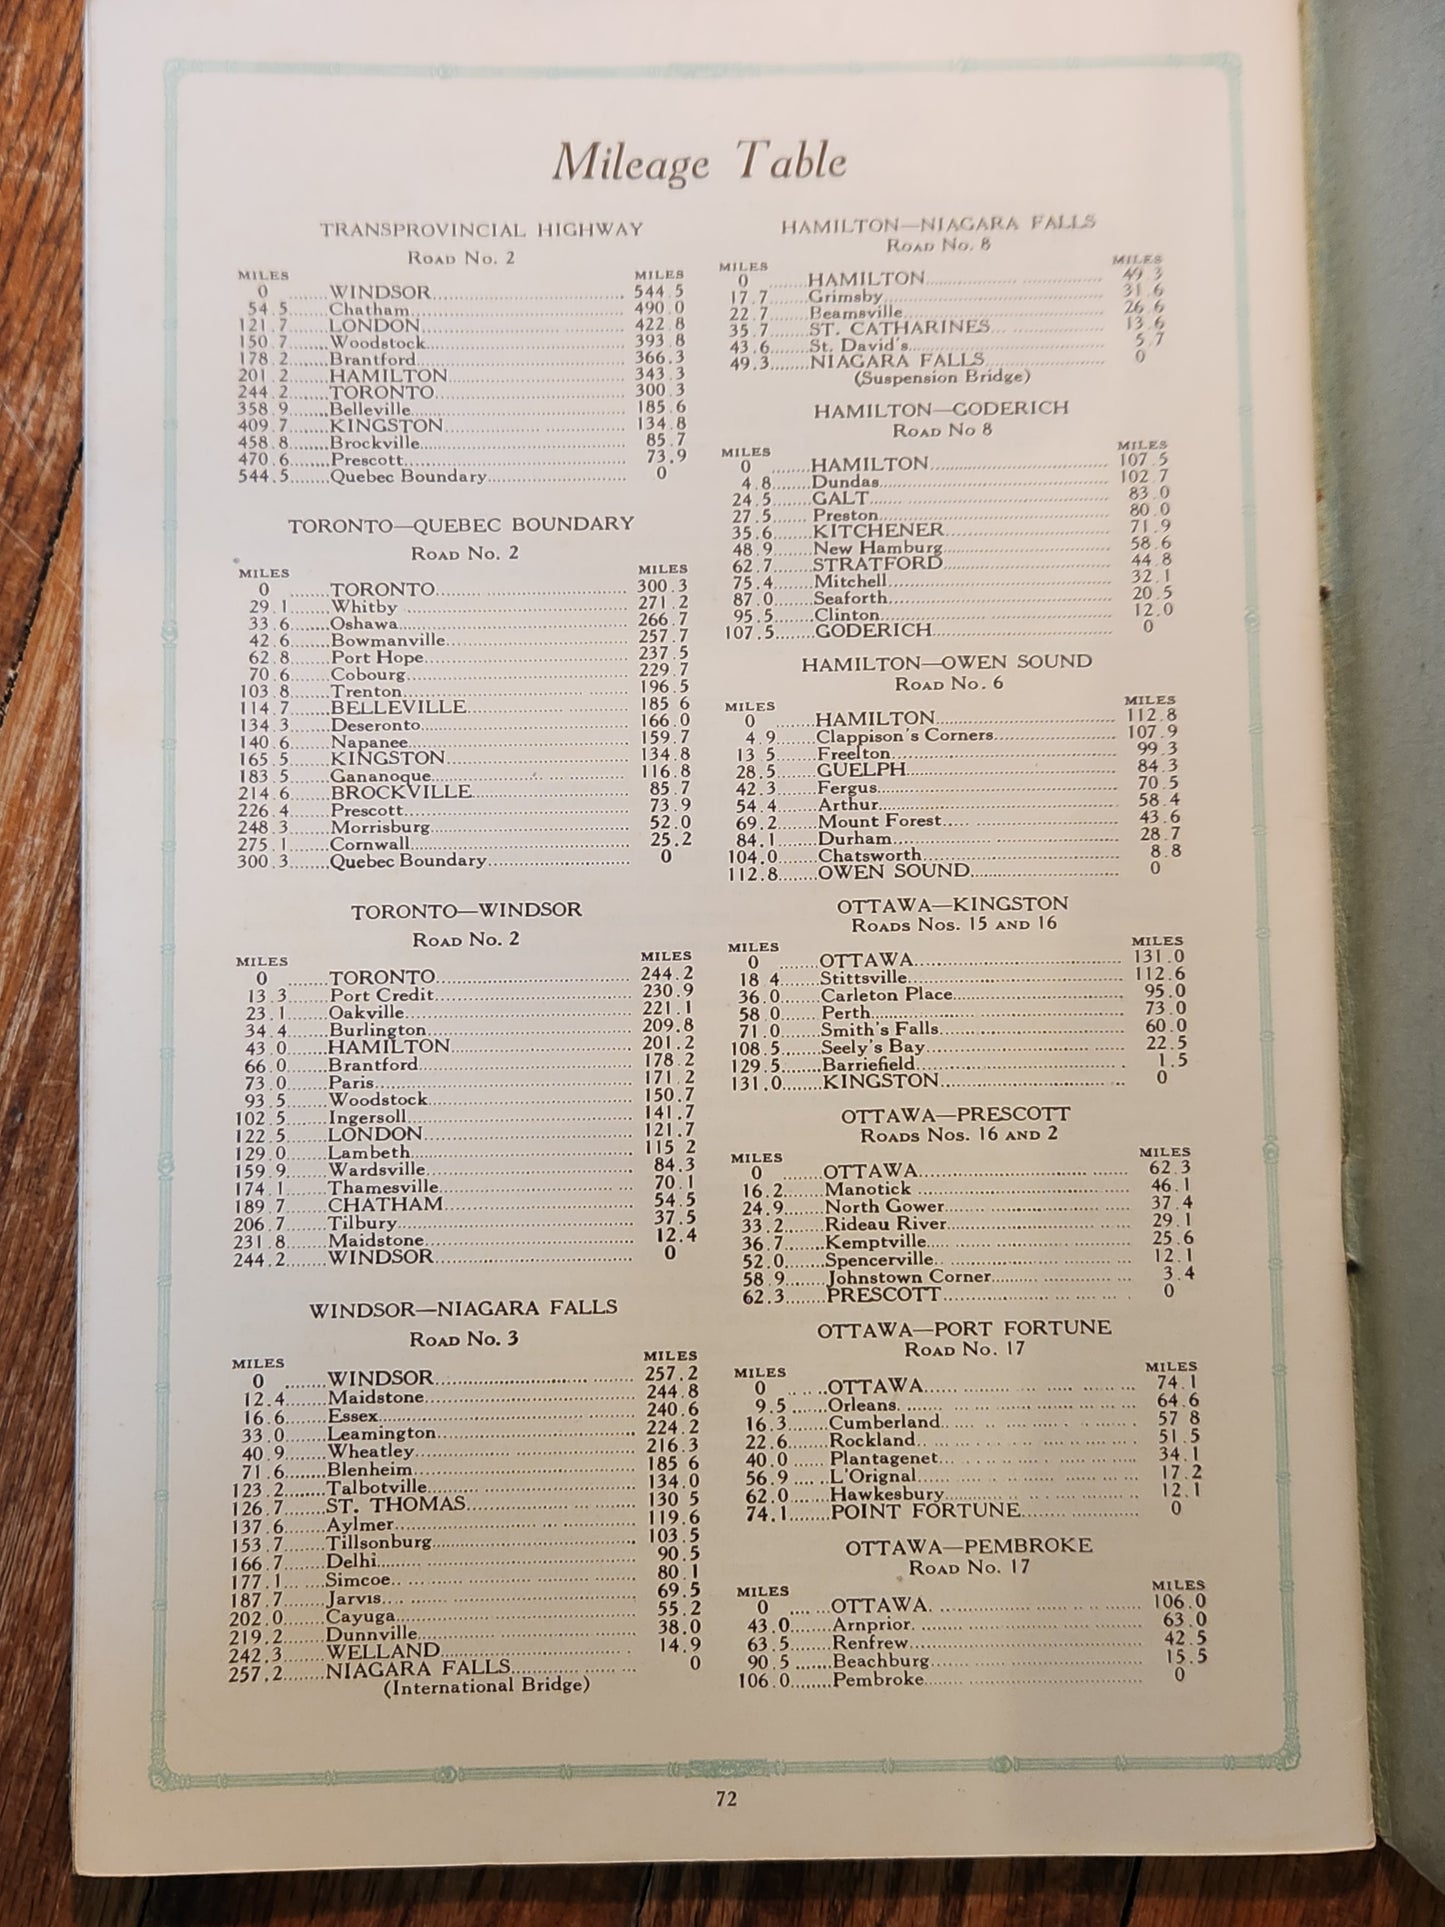 Mileage Table
TRANSPROVINCIAL HIGHWAY
ROAD No. 2
MILES MILES
0 ........WINDSOR........ 544.5
54.5........Chatham........ 490.0
121.7........LONDON........ 422.8
150.7........Woodstock........ 393.8
178.2........Brantford........ 366.3
201.2........HAMILTON........ 343.3
244.2........TORONTO........ 300.3
358.9........Belleville........ 185.6
409.7........KINGSTON........ 134.8
458.8........Brockville........ 85.7
470.6........Prescott........ 73.9
544.5........Quebec Boundary........ 0
TORONTO—QUEBEC BOUNDARY
ROAD No. 2
MILES MILES
0 ........TORONTO........ 300.3
29.1........Whitby........ 271.2
33.6........Oshawa........ 266.7
42.6........Bowmanville........ 257.7
62.8........Port Hope........ 237.5
70.6........Cobourg........ 229.7
103.8........Trenton........ 196.5
114.7........BELLEVILLE........ 185 6
134.3........Deseronto........ 166.0
140.6........Napanee........ 159.7
165.5........KINGSTON........ 134.8
183.5........Gananoque........ 116.8
214.6........BROCKVILLE........ 85.7
226.4........Prescott........ 73.9
248.3........Morrisburg........ 52.0
275.1........Cornwall........ 25.2
300.3........Quebec Boundary........ 0
TORONTO—WINDSOR
ROAD No. 2
MILES MILES
0 ........TORONTO........ 244.2
13.3........Port Credit........ 230.9
23.1........Oakville........ 221.1
34.4........Burlington........ 209.8
43.0........HAMILTON........ 201.2
66.0........Brantford........ 178 2
73.0........Paris........ 171.2
93.5........Woodstock........ 150.7
102.5........Ingersoll........ 141.7
122.5........LONDON........ 121.7
129.0........Lambeth........ 115 2
159.9........Wardsville........ 84.3
174.1........Thamesville........ 70.1
189.7........CHATHAM........ 54.5
206.7........Tilbury........ 37.5
231.8........Maidstone........ 12.4
244.2........WINDSOR........ 0
WINDSOR—NIAGARA FALLS
ROAD No. 3
MILES MILES
0 ........WINDSOR........ 257.2
12.4........Maidstone........ 244.8
16.6........Essex........ 240.6
33.0........Leamington........ 224.2
40.9........Wheatley........ 216.3
71.6........Blenheim........ 185 6
123.2........Talbotville........ 134.0
126.7........ST. THOMAS........ 130 5
137.6........Aylmer........ 119.6
153.7........Tillsonburg........ 103.5
166.7........Delhi........ 90.5
177.1........Simcoe........ 80.1
187.7........Jarvis........ 69.5
202.0........Cayuga........ 55.2
219.2........Dunnville........ 38.0
242.3........WELLAND........ 14.9
257.2........NIAGARA FALLS........ 0
(International Bridge)
HAMILTON—NIAGARA FALLS
ROAD No. 8
MILES MILES
0 ........HAMILTON........ 49.3
17.7........Grimsby........ 31.6
22.7........Beamsville........ 26.6
35.7........ST. CATHARINES........ 13.6
43.6........St. David's........ 5.7
49.3........NIAGARA FALLS........ 0
(Suspension Bridge)
HAMILTON—GODERICH
ROAD No 8
MILES MILES
0 ........HAMILTON........ 107.5
4.8........Dundas........ 102.7
24.5........GALT........ 83.0
27.5........Preston........ 80.0
35.6........KITCHENER........ 71.9
48.9........New Hamburg........ 58.6
62.7........STRATFORD........ 44.8
75.4........Mitchell........ 32.1
87.0........Seaforth........ 20.5
95.5........Clinton........ 12.0
107.5........GODERICH........ 0
HAMILTON—OWEN SOUND
ROAD No. 6
MILES MILES
0 ........HAMILTON........ 112.8
4.9........Clappison's Corners........ 107.9
13.5........Freelton........ 99.3
28.5........GUELPH........ 84.3
42.3........Fergus........ 70.5
54.4........Arthur........ 58.4
69.2........Mount Forest........ 43.6
84.1........Durham........ 28.7
104.0........Chatsworth........ 8.8
112.8........OWEN SOUND........ 0
OTTAWA—KINGSTON
ROADS NOS. 15 AND 16
MILES MILES
0 ........OTTAWA........ 131.0
18 4........Stittsville........ 112.6
36.0........Carleton Place........ 95.0
58.0........Perth........ 73.0
71.0........Smith's Falls........ 60.0
108.5........Seely's Bay........ 22.5
129.5........Barriefield........ 1.5
131.0........KINGSTON........ 0
OTTAWA—PRESCOTT
ROADS NOS. 16 AND 2
MILES MILES
0 ........OTTAWA........ 62.3
16.2........Manotick ........ 46.1
24.9........North Gower........ 37.4
33.2........Rideau River........ 29.1
36.7........Kemptville........ 25.6
52.0........Spencerville........ 12.1
58.9........Johnstown Corner........ 3.4
62.3........PRESCOTT........ 0
OTTAWA—PORT FORTUNE
ROAD No. 17
MILES MILES
0 ........OTTAWA........ 74.1
9.5........Orleans........ 64.6
16.3........Cumberland........ 57 8
22.6........Rockland........ 51.5
40.0........Plantagenet........ 34.1
56.9........L'Orignal........ 17.2
62.0........Hawkesbury........ 12.1
74.1........POINT FORTUNE........ 0
OTTAWA—PEMBROKE
ROAD No. 17
MILES MILES
0 ........OTTAWA........ 106.0
43.0........Arnprior........ 63.0
63.5........Renfrew........ 42.5
90.5........Beachburg........ 15.5
106.0........Pembroke........ 0
72